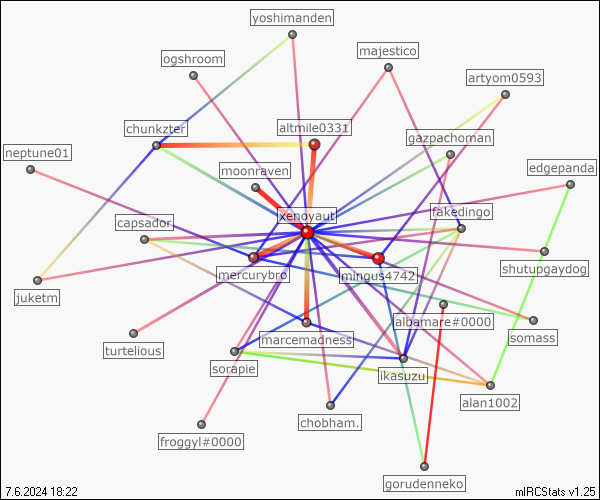 yoshimanden
majestico
ogshroom
artyom0593
chunkzter
altmile0331
gazpachoman
neptune01
moonraven
edgepanda
xenoyaut
capsador
fakedingo
mercurybro
mingus4742
shutupgaydog
juketm
albamare#0000
marcemadness
somass
turtelious
sorapie
ikasuzu
alan1002
chobham.
froggyl#0000
gorudenneko
7.6.2024 18:22
mIRCStats v1.25